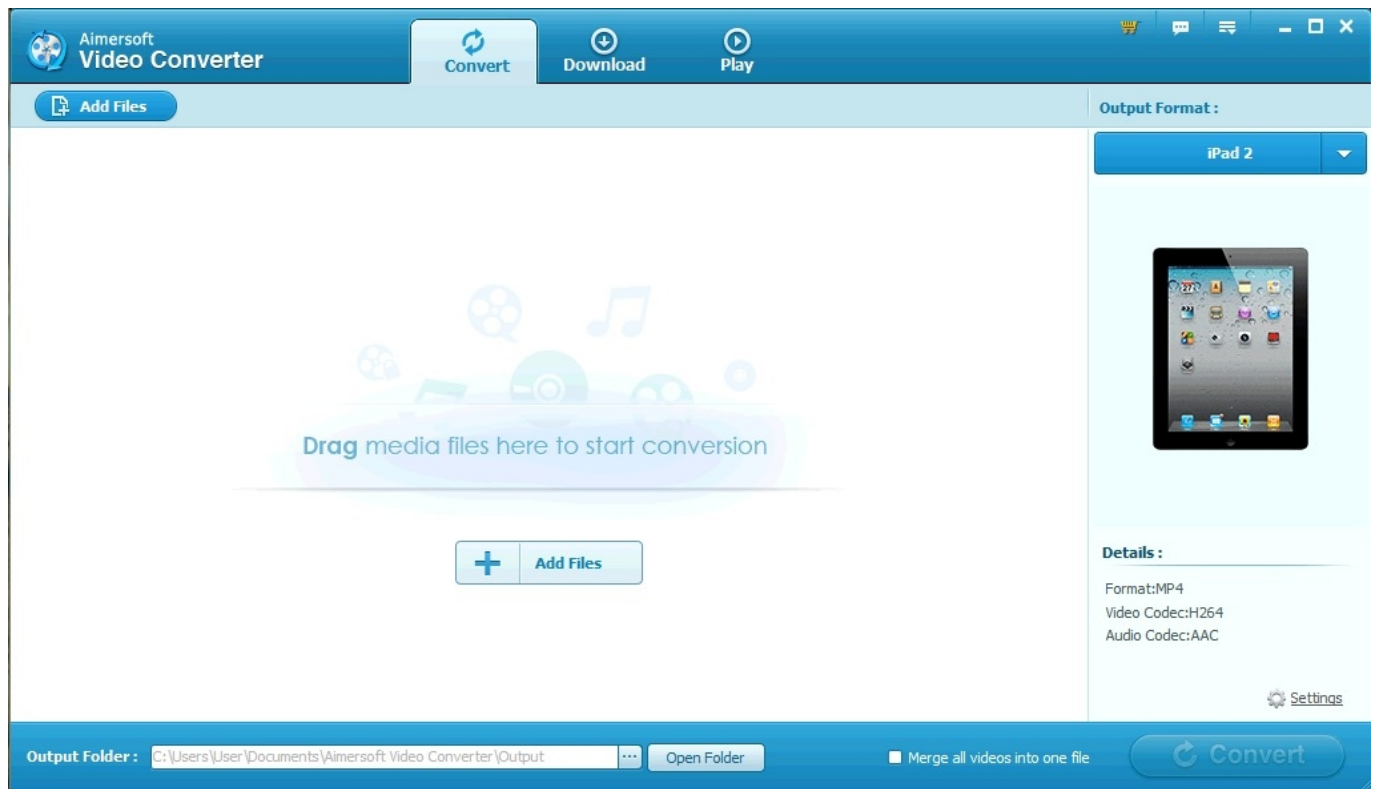 Aimersoft
Video Converter
Convert
Download
Play
Add Files
Output Format :
iPad 2
Drag media files here to start conversion
Add Files
Details :
Format:MP4
Video Codec:H264
Audio Codec:AAC
Settings
Output Folder :
C:\Users\User\Documents\Aimersoft Video Converter\Output
...
Open Folder
Merge all videos into one file
Convert